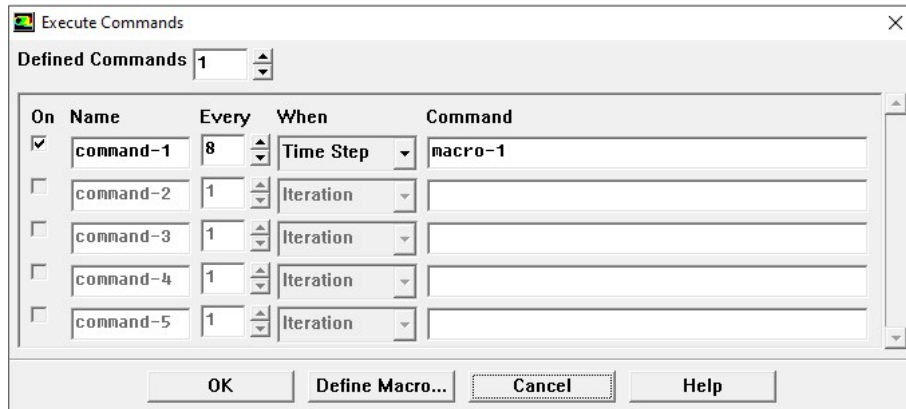 Execute Commands
Defined Commands 1
On Name Every When Command
command-1 8 Time Step macro-1
command-2 1 Iteration
command-3 1 Iteration
command-4 1 Iteration
command-5 1 Iteration
OK Define Macro... Cancel Help